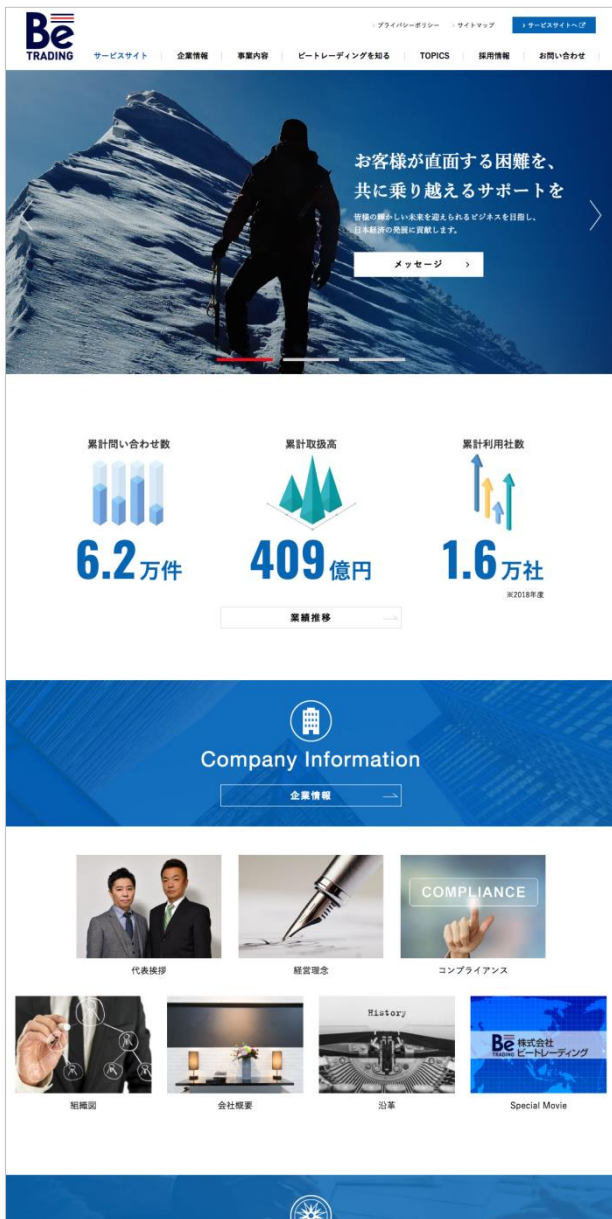 Be
TRADING
プライバシーポリシー
サイトマップ
サービスサイトへ
サービスサイト
企業情報
事業内容
ビートレーディングを知る
TOPICS
採用情報
お問い合わせ
お客様が直面する困難を、
共に乗り越えるサポートを
皆様の輝かしい未来を迎えられるビジネスを目指し、
日本経済の発展に貢献します。
メッセージ
累計問い合わせ数
累計取扱高
累計利用社数
6.2万件
409億円
1.6万社
※2018年度
業績推移
Company Information
企業情報
COMPLIANCE
代表挨拶
経営理念
コンプライアンス
History
Be
TRADING
株式会社
ビートレーディング
組織図
会社概要
沿革
Special Movie